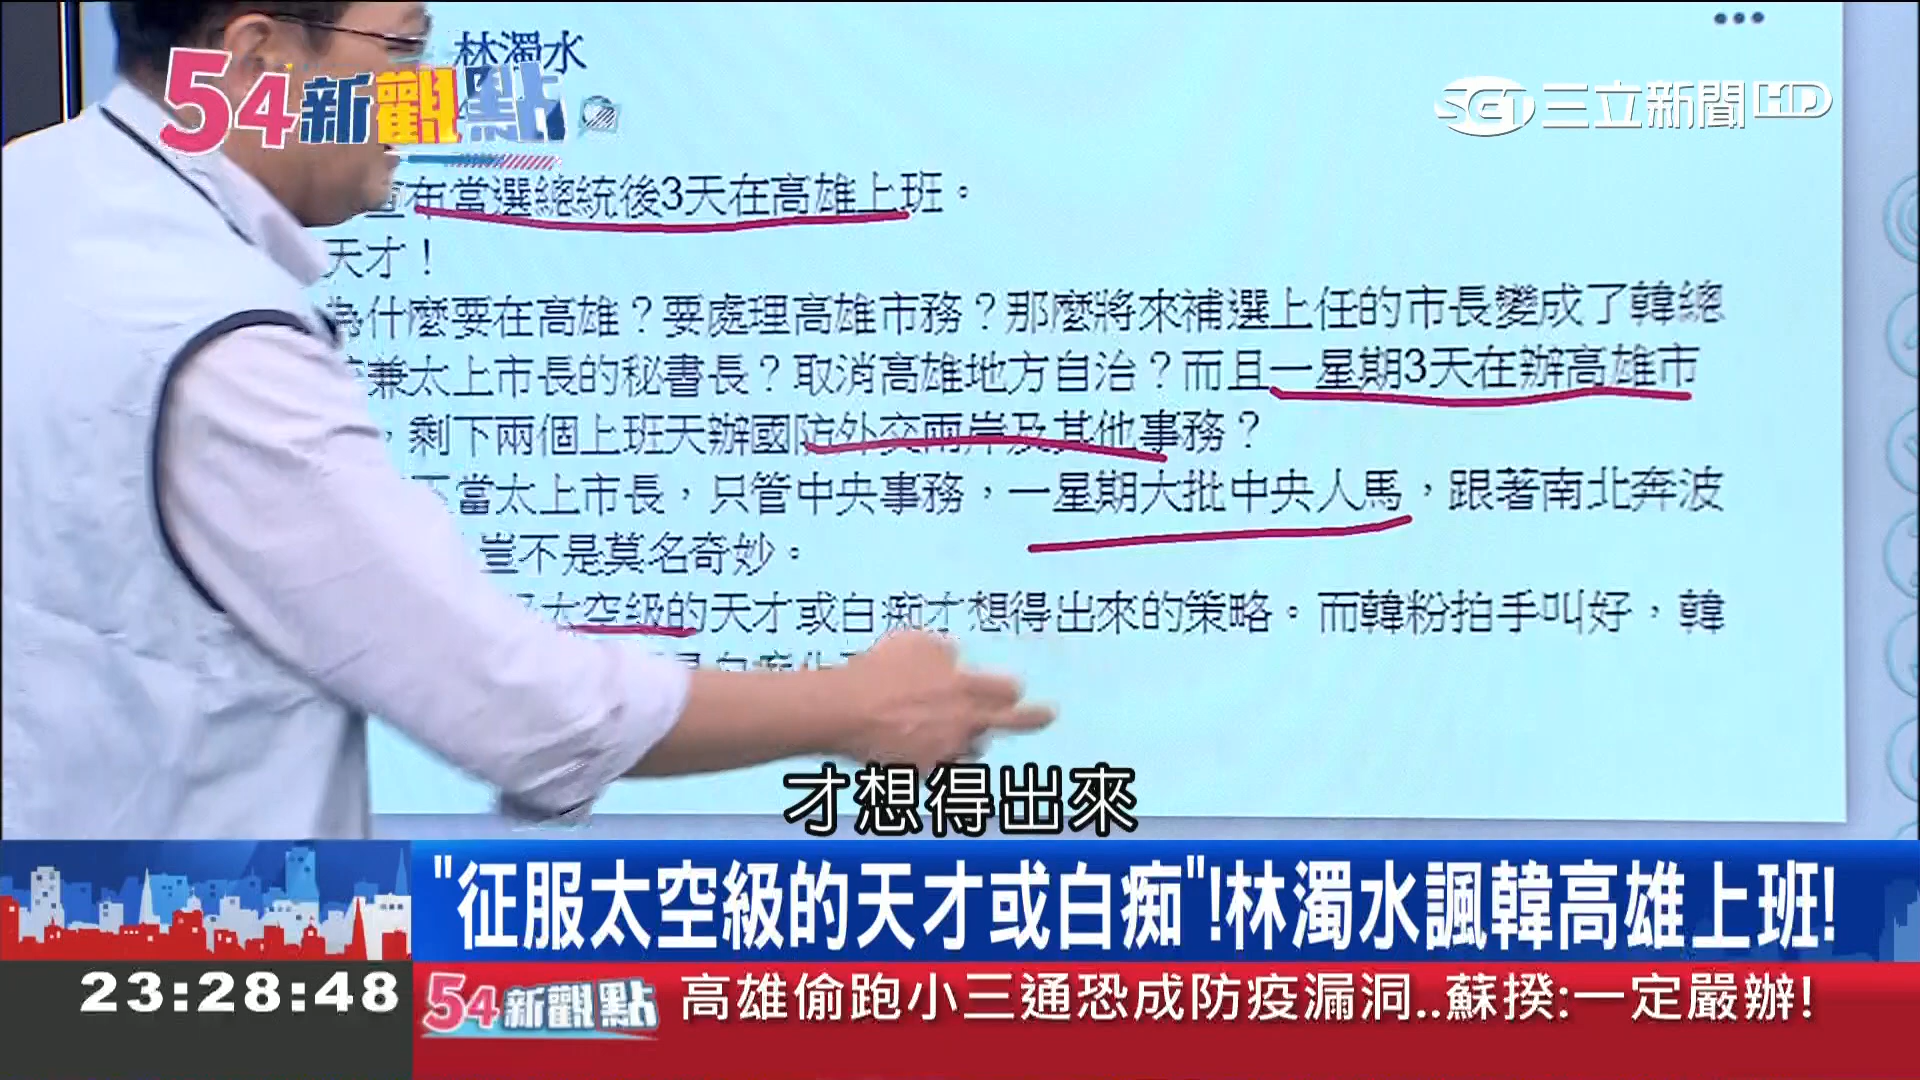 林濁水
54新觀點
SET三立新聞HD
布當選總統後3天在高雄上班。
天才！
為什麼要在高雄？要處理高雄市務？那麼將來補選上任的市長變成了韓總
兼太上市長的秘書長？取消高雄地方自治？而且一星期3天在辦高雄市
，剩下兩個上班天辦國防外交兩岸及其他事務？
當太上市長，只管中央事務，一星期大批中央人馬，跟著南北奔波
豈不是莫名奇妙。
太空級的天才或白痴才想得出來的策略。而韓粉拍手叫好，韓
才想得出來
"征服太空級的天才或白痴"!林濁水諷韓高雄上班!
23:28:48
54新觀點
高雄偷跑小三通恐成防疫漏洞..蘇揆:一定嚴辦!